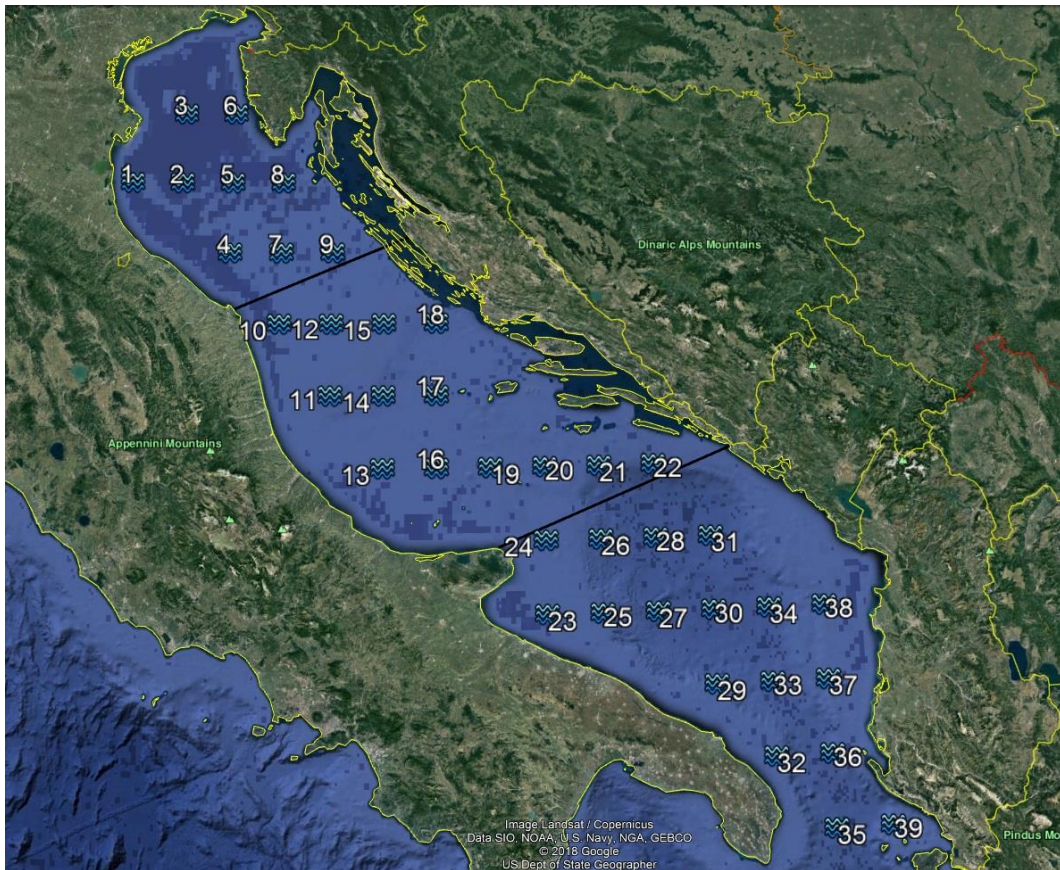 3 6
1 2 5 8
4 7 9
Dinaric Alps Mountains
10 12 15 18
11 14 17
Appennini Mountains
13 16 19 20 21 22
24 26 28 31
23 25 27 30 34 38
29 33 37
32 36
35 39
Image Landsat / Copernicus
Data SIO, NOAA, U.S. Navy, NGA, GEBCO
© 2018 Google
US Dept of State Geographer
Pindus Mo